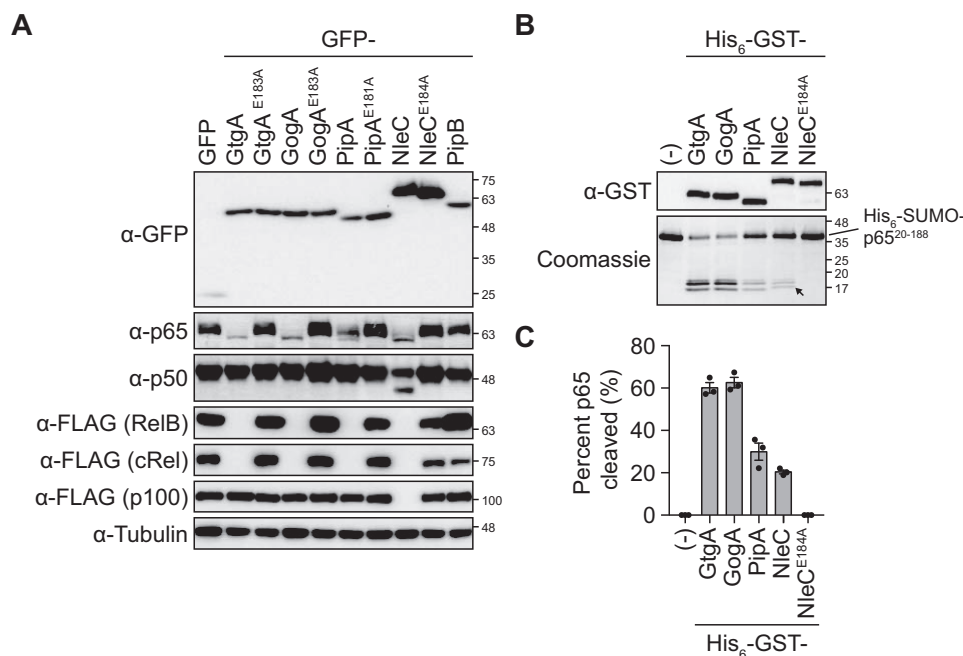 A
GFP-
GFP
GtgA
GtgA E183A
GogA
GogA E183A
PipA
PipA E181A
NleC
NleC E184A
PipB
α-GFP
75
63
48
35
25
α-p65
63
α-p50
48
α-FLAG (RelB)
63
α-FLAG (cRel)
75
α-FLAG (p100)
100
α-Tubulin
48
B
His6-GST-
(-)
GtgA
GogA
PipA
NleC
NleC E184A
α-GST
63
Coomassie
48
35
25
20
17
His6-SUMO-
p65 20-188
C
Percent p65
cleaved (%)
80
60
40
20
0
(-)
GtgA
GogA
PipA
NleC
NleC E184A
His6-GST-